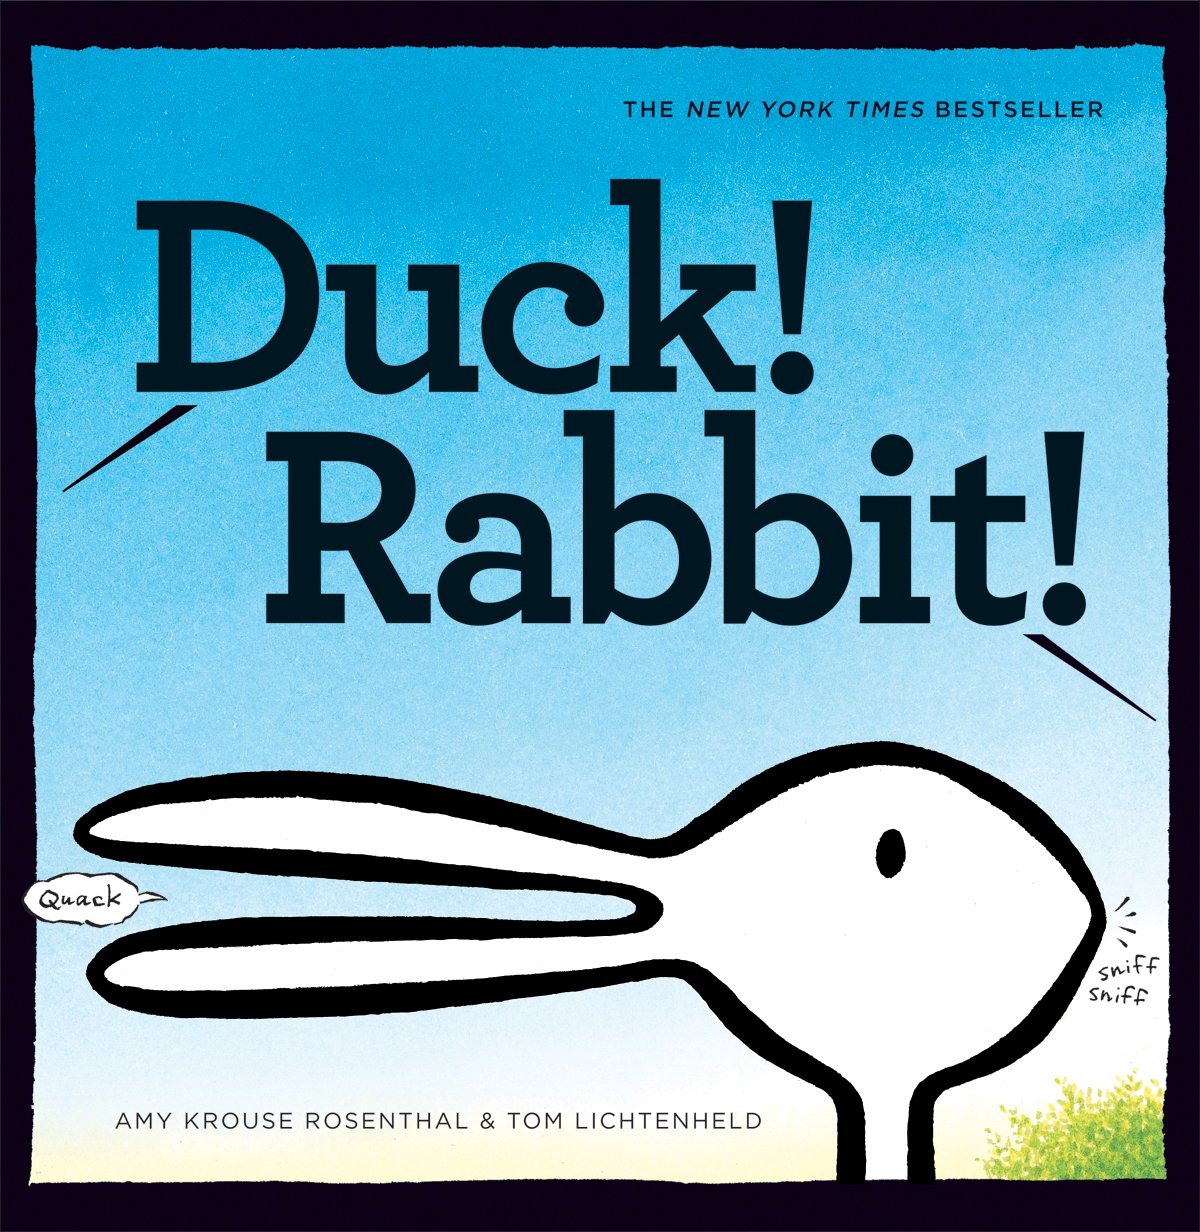 THE NEW YORK TIMES BESTSELLER
Duck!
Rabbit!
Quack
sniff
sniff
AMY KROUSE ROSENTHAL & TOM LICHTENHELD